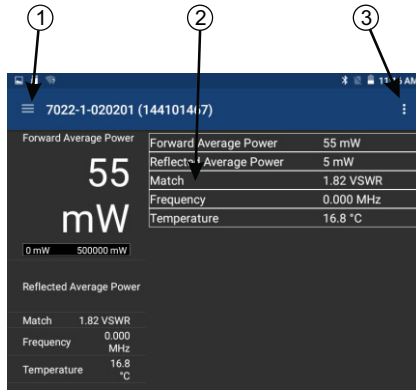 1 2 3
11:16 AM
7022-1-020201 (144101467)
Forward Average Power
55
mW
0 mW 500000 mW
Reflected Average Power
Match 1.82 VSWR
Frequency 0.000
MHz
Temperature 16.8
°C
Forward Average Power 55 mW
Reflected Average Power 5 mW
Match 1.82 VSWR
Frequency 0.000 MHz
Temperature 16.8 °C